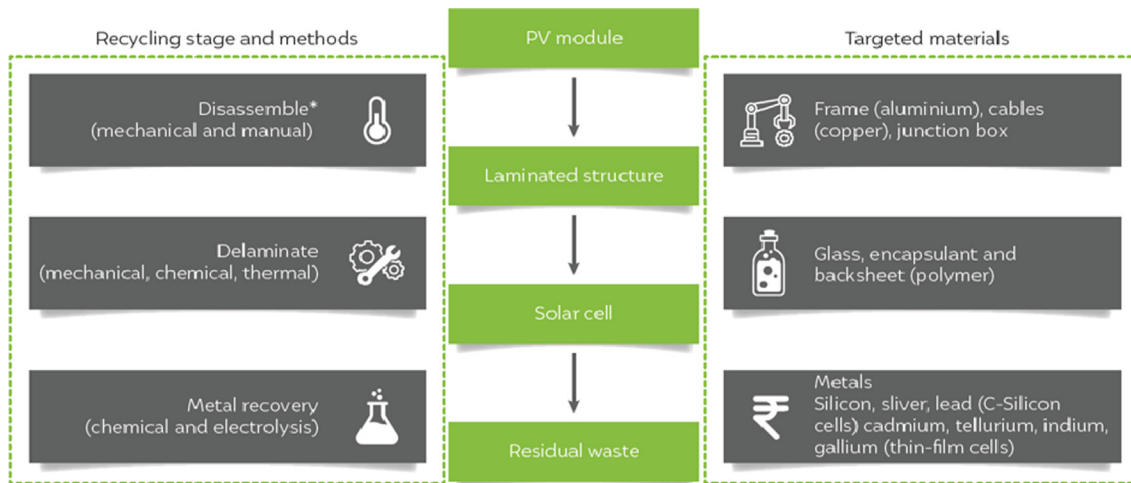 Recycling stage and methods
PV module
Targeted materials
Disassemble*
(mechanical and manual)
Frame (aluminium), cables
(copper), junction box
Laminated structure
Delaminate
(mechanical, chemical, thermal)
Glass, encapsulant and
backsheet (polymer)
Solar cell
Metal recovery
(chemical and electrolysis)
₹
Metals
Silicon, sliver, lead (C-Silicon
cells) cadmium, tellurium, indium,
gallium (thin-film cells)
Residual waste